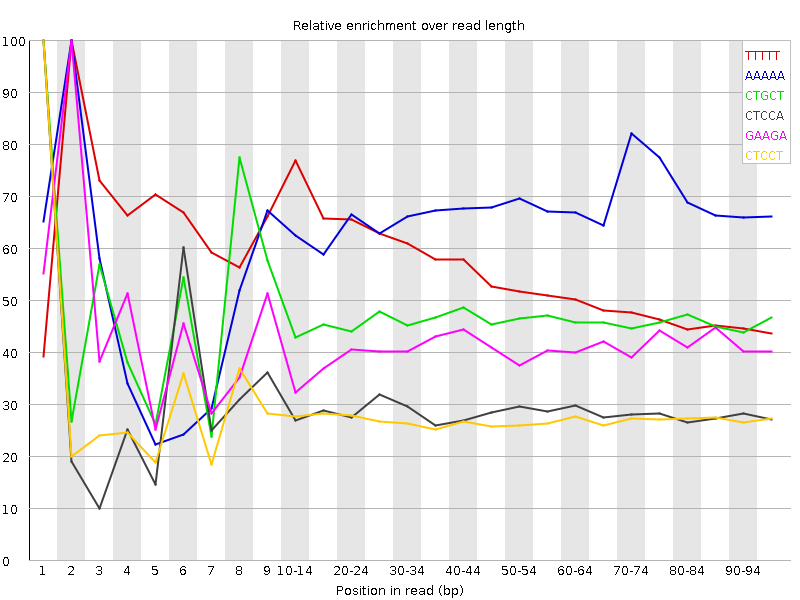 Relative enrichment over read length
100
90
80
70
60
50
40
30
20
10
0
TTTTT
AAAAA
CTGCT
CTCCA
GAAGA
CTCCT
1 2 3 4 5 6 7 8 9 10-14 20-24 30-34 40-44 50-54 60-64 70-74 80-84 90-94
Position in read (bp)